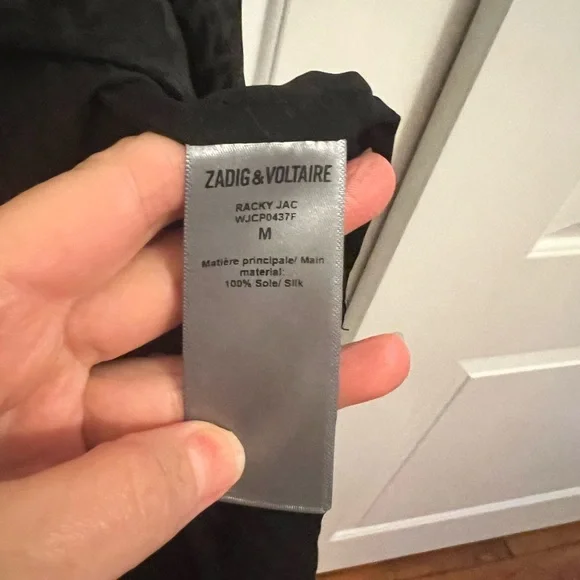 ZADIG & VOLTAIRE
RACKY JAC
WJCP0437F
M
Matière principale/ Main
material:
100% Soie/ Silk